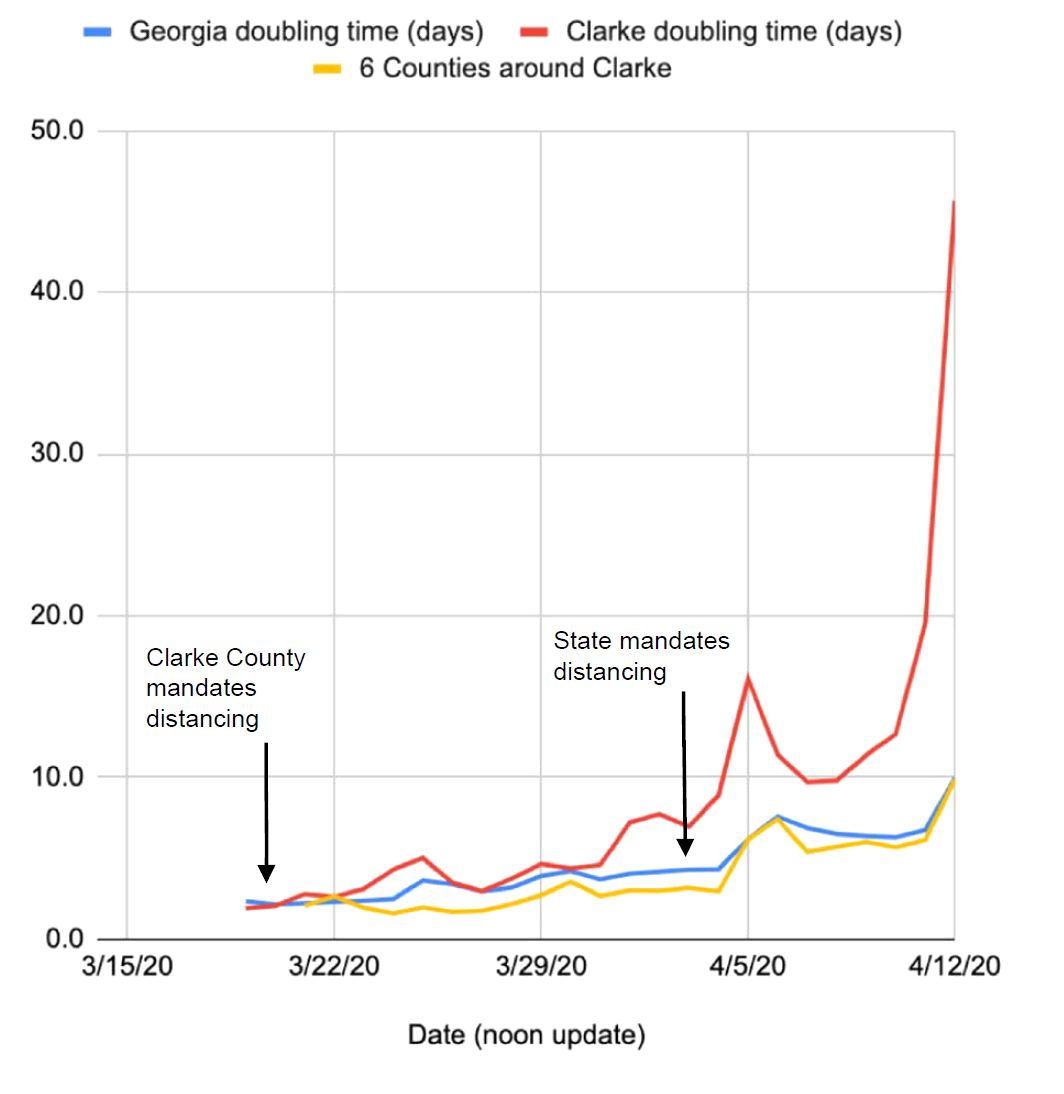 Georgia doubling time (days) Clarke doubling time (days)
6 Counties around Clarke
50.0
40.0
30.0
20.0
State mandates
distancing
Clarke County
mandates
distancing
10.0
0.0
3/15/20 3/22/20 3/29/20 4/5/20 4/12/20
Date (noon update)